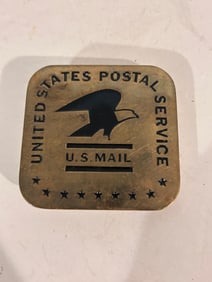 UNITED STATES POSTAL SERVICE
U.S. MAIL